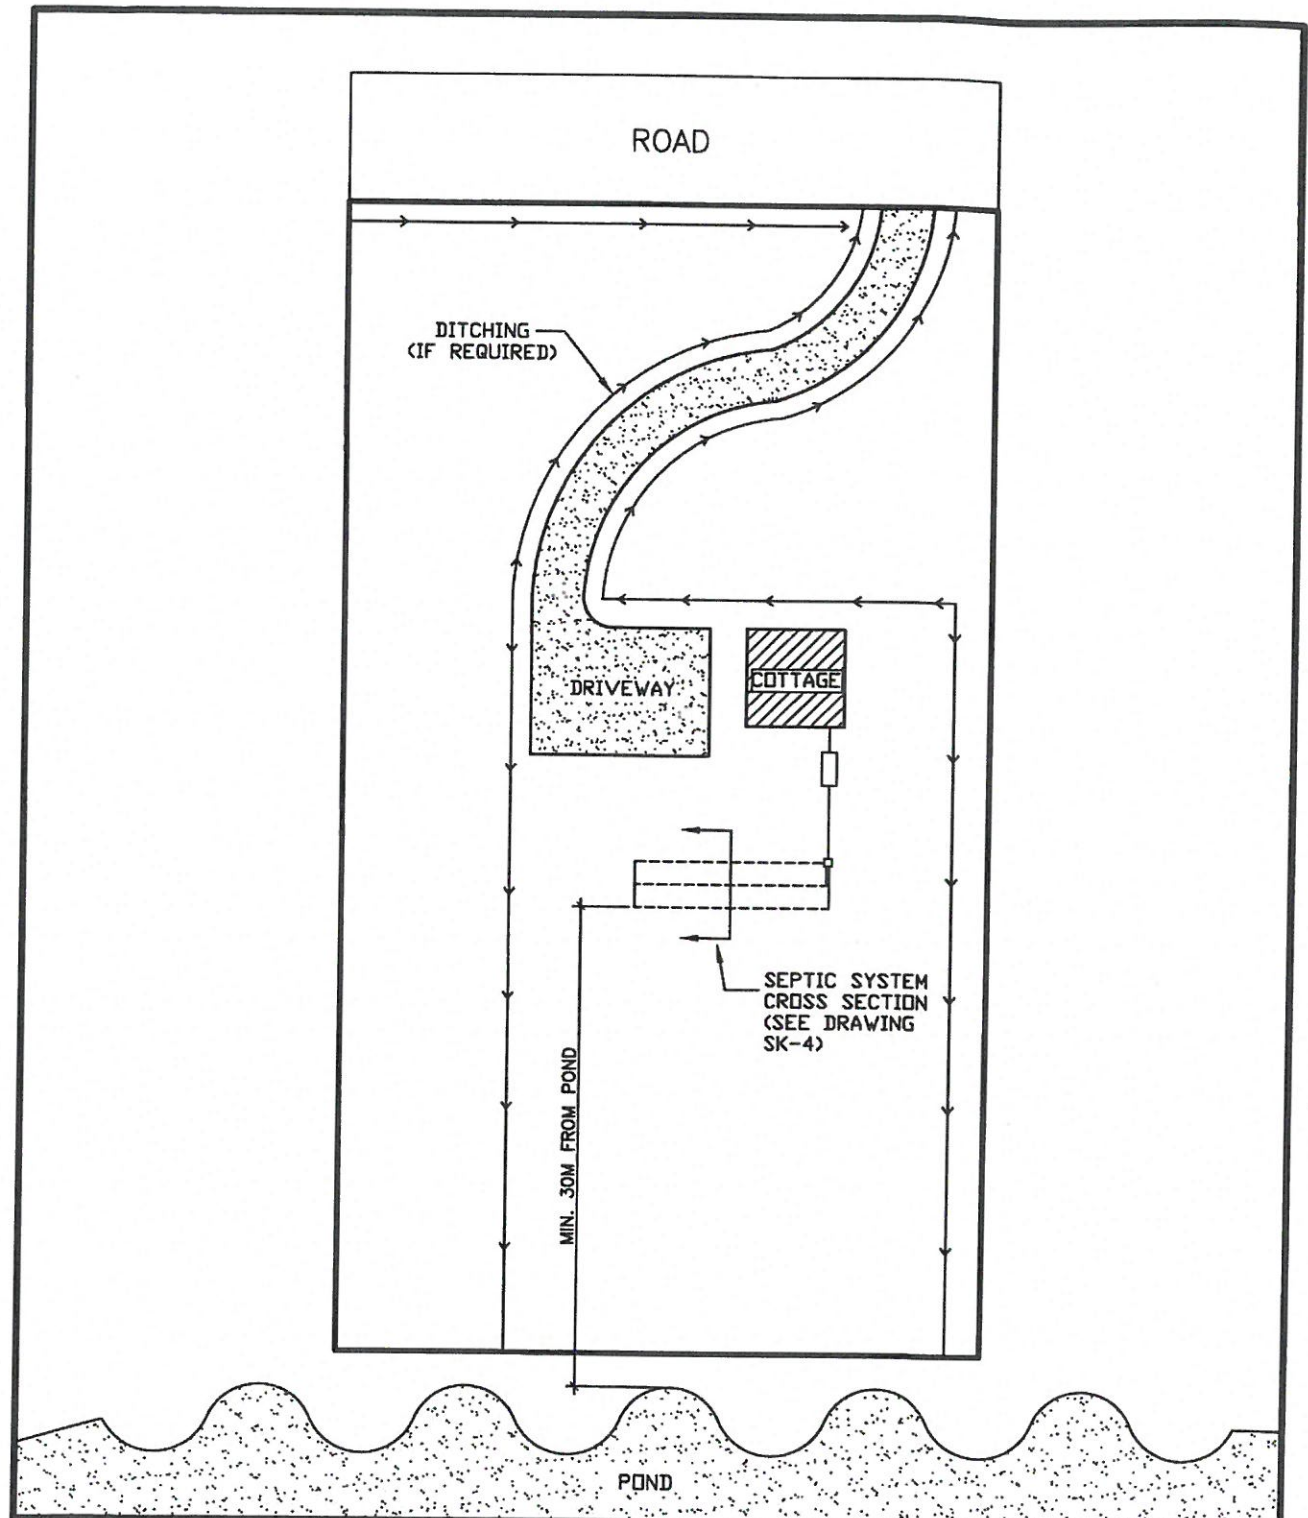 ROAD
DITCHING
(IF REQUIRED)
DRIVEWAY
COTTAGE
SEPTIC SYSTEM
CROSS SECTION
(SEE DRAWING
SK-4)
MIN. 30M FROM POND
POND